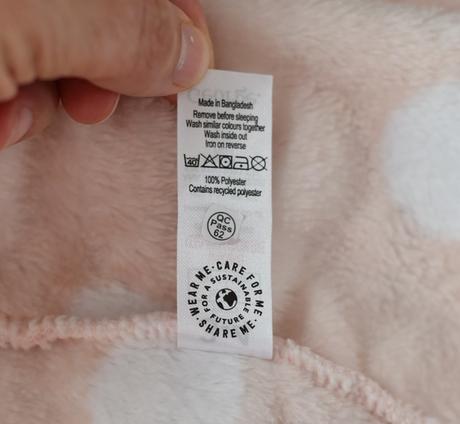 Made in Bangladesh
Remove before sleeping
Wash similar colours together
Wash inside out
Iron on reverse
40
100% Polyester
Contains recycled polyester
QC
Pass
62
WEAR ME · CARE FOR ME · SHARE ME ·
FOR A SUSTAINABLE FUTURE